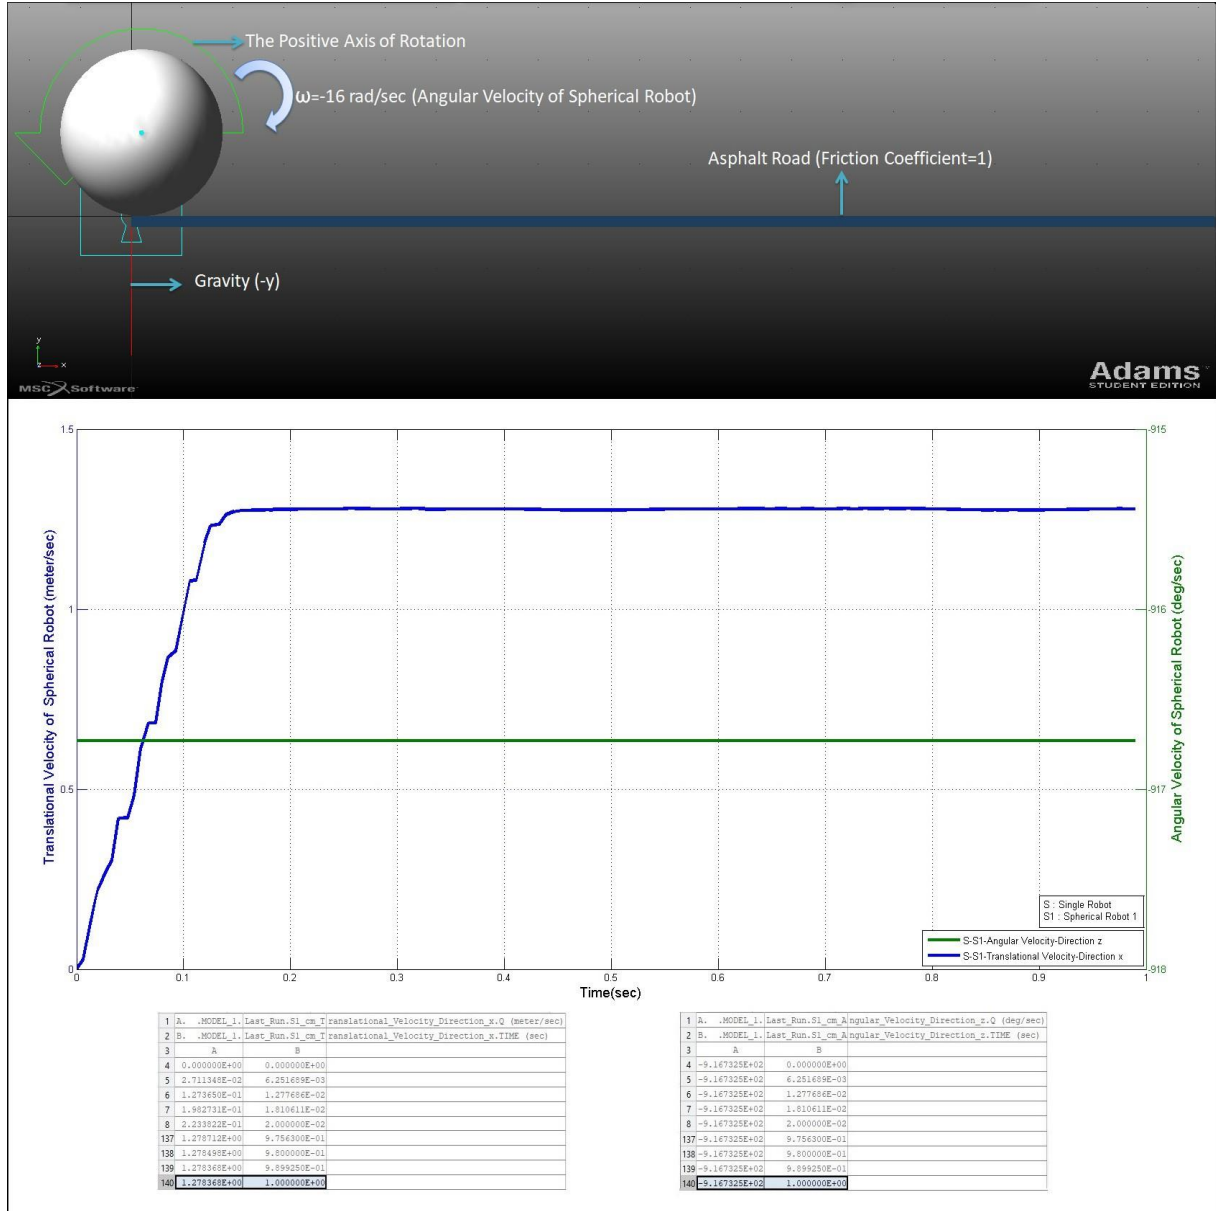 The Positive Axis of Rotation
ω=-16 rad/sec (Angular Velocity of Spherical Robot)
Asphalt Road (Friction Coefficient=1)
Gravity (-y)
y
z x
MSC Software
Adams
STUDENT EDITION
1.5
1
0.5
0
Translational Velocity of Spherical Robot (meter/sec)
-915
-916
-917
-918
Angular Velocity of Spherical Robot (deg/sec)
S : Single Robot
S1 : Spherical Robot 1
S-S1-Angular Velocity-Direction z
S-S1-Translational Velocity-Direction x
0 0.1 0.2 0.3 0.4 0.5 0.6 0.7 0.8 0.9 1
Time(sec)
1 A. .MODEL_1.Last_Run.S1_cm_Translational_Velocity_Direction_x.Q (meter/sec)
2 B. .MODEL_1.Last_Run.S1_cm_Translational_Velocity_Direction_x.TIME (sec)
3 A B
4 0.000000E+00 0.000000E+00
5 2.711348E-02 6.251689E-03
6 1.273650E-01 1.277686E-02
7 1.982731E-01 1.810611E-02
8 2.233822E-01 2.000000E-02
137 1.278712E+00 9.756300E-01
138 1.278498E+00 9.800000E-01
139 1.278368E+00 9.899250E-01
140 1.278368E+00 1.000000E+00
1 A. .MODEL_1.Last_Run.S1_cm_Angular_Velocity_Direction_z.Q (deg/sec)
2 B. .MODEL_1.Last_Run.S1_cm_Angular_Velocity_Direction_z.TIME (sec)
3 A B
4 -9.167325E+02 0.000000E+00
5 -9.167325E+02 6.251689E-03
6 -9.167325E+02 1.277686E-02
7 -9.167325E+02 1.810611E-02
8 -9.167325E+02 2.000000E-02
137 -9.167325E+02 9.756300E-01
138 -9.167325E+02 9.800000E-01
139 -9.167325E+02 9.899250E-01
140 -9.167325E+02 1.000000E+00